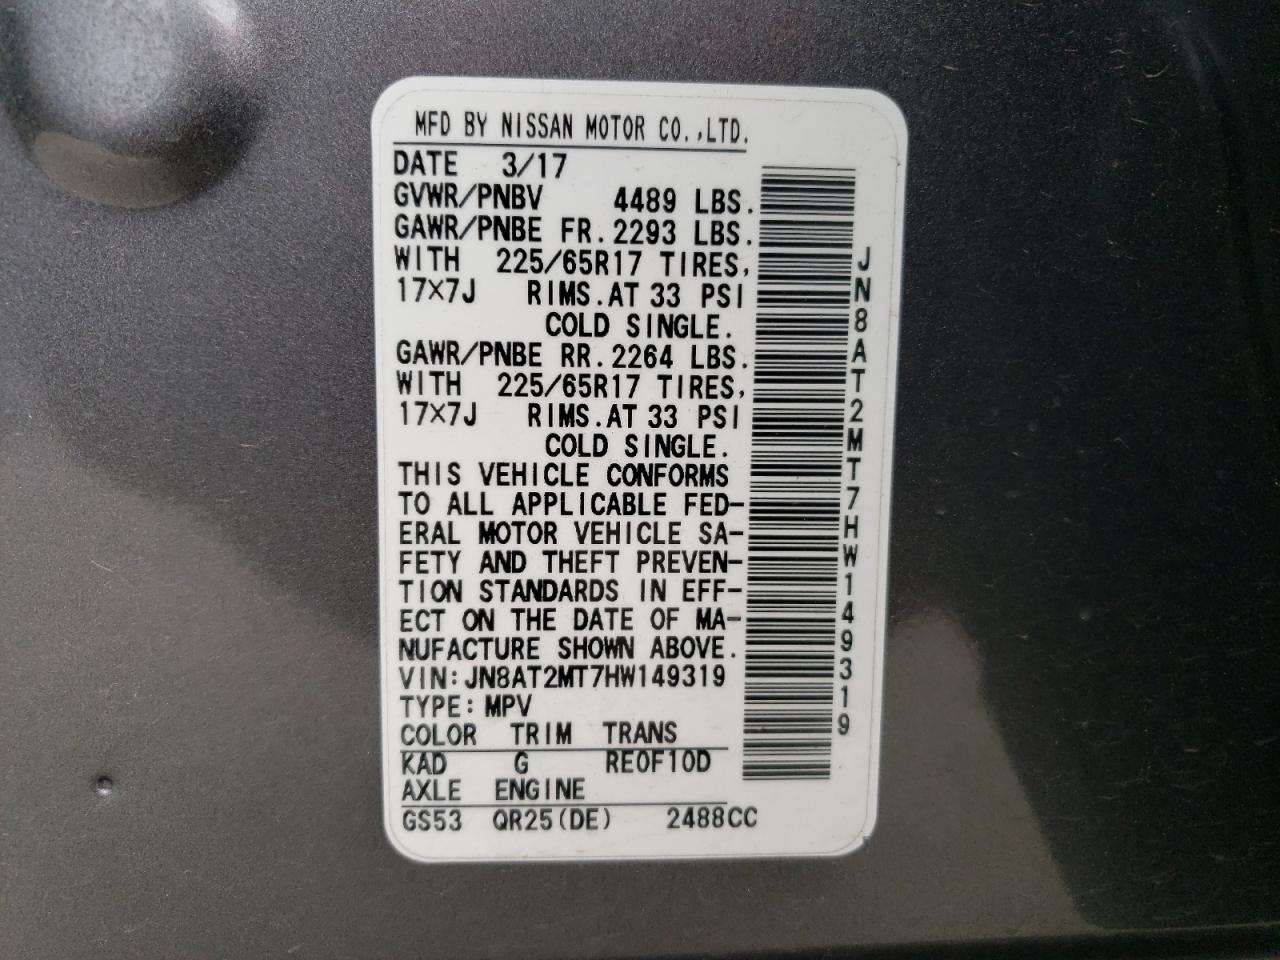 MFD BY NISSAN MOTOR CO.,LTD.
DATE 3/17
GVWR/PNBV 4489 LBS.
GAWR/PNBE FR.2293 LBS.
WITH 225/65R17 TIRES,
17×7J RIMS.AT 33 PSI
COLD SINGLE.
GAWR/PNBE RR.2264 LBS.
WITH 225/65R17 TIRES,
17×7J RIMS.AT 33 PSI
COLD SINGLE.
THIS VEHICLE CONFORMS
TO ALL APPLICABLE FED-
ERAL MOTOR VEHICLE SA-
FETY AND THEFT PREVEN-
TION STANDARDS IN EFF-
ECT ON THE DATE OF MA-
NUFACTURE SHOWN ABOVE.
VIN:JN8AT2MT7HW149319
TYPE:MPV
COLOR TRIM TRANS
KAD G RE0F10D
AXLE ENGINE
GS53 QR25(DE) 2488CC
JN8AT2MT7HW149319